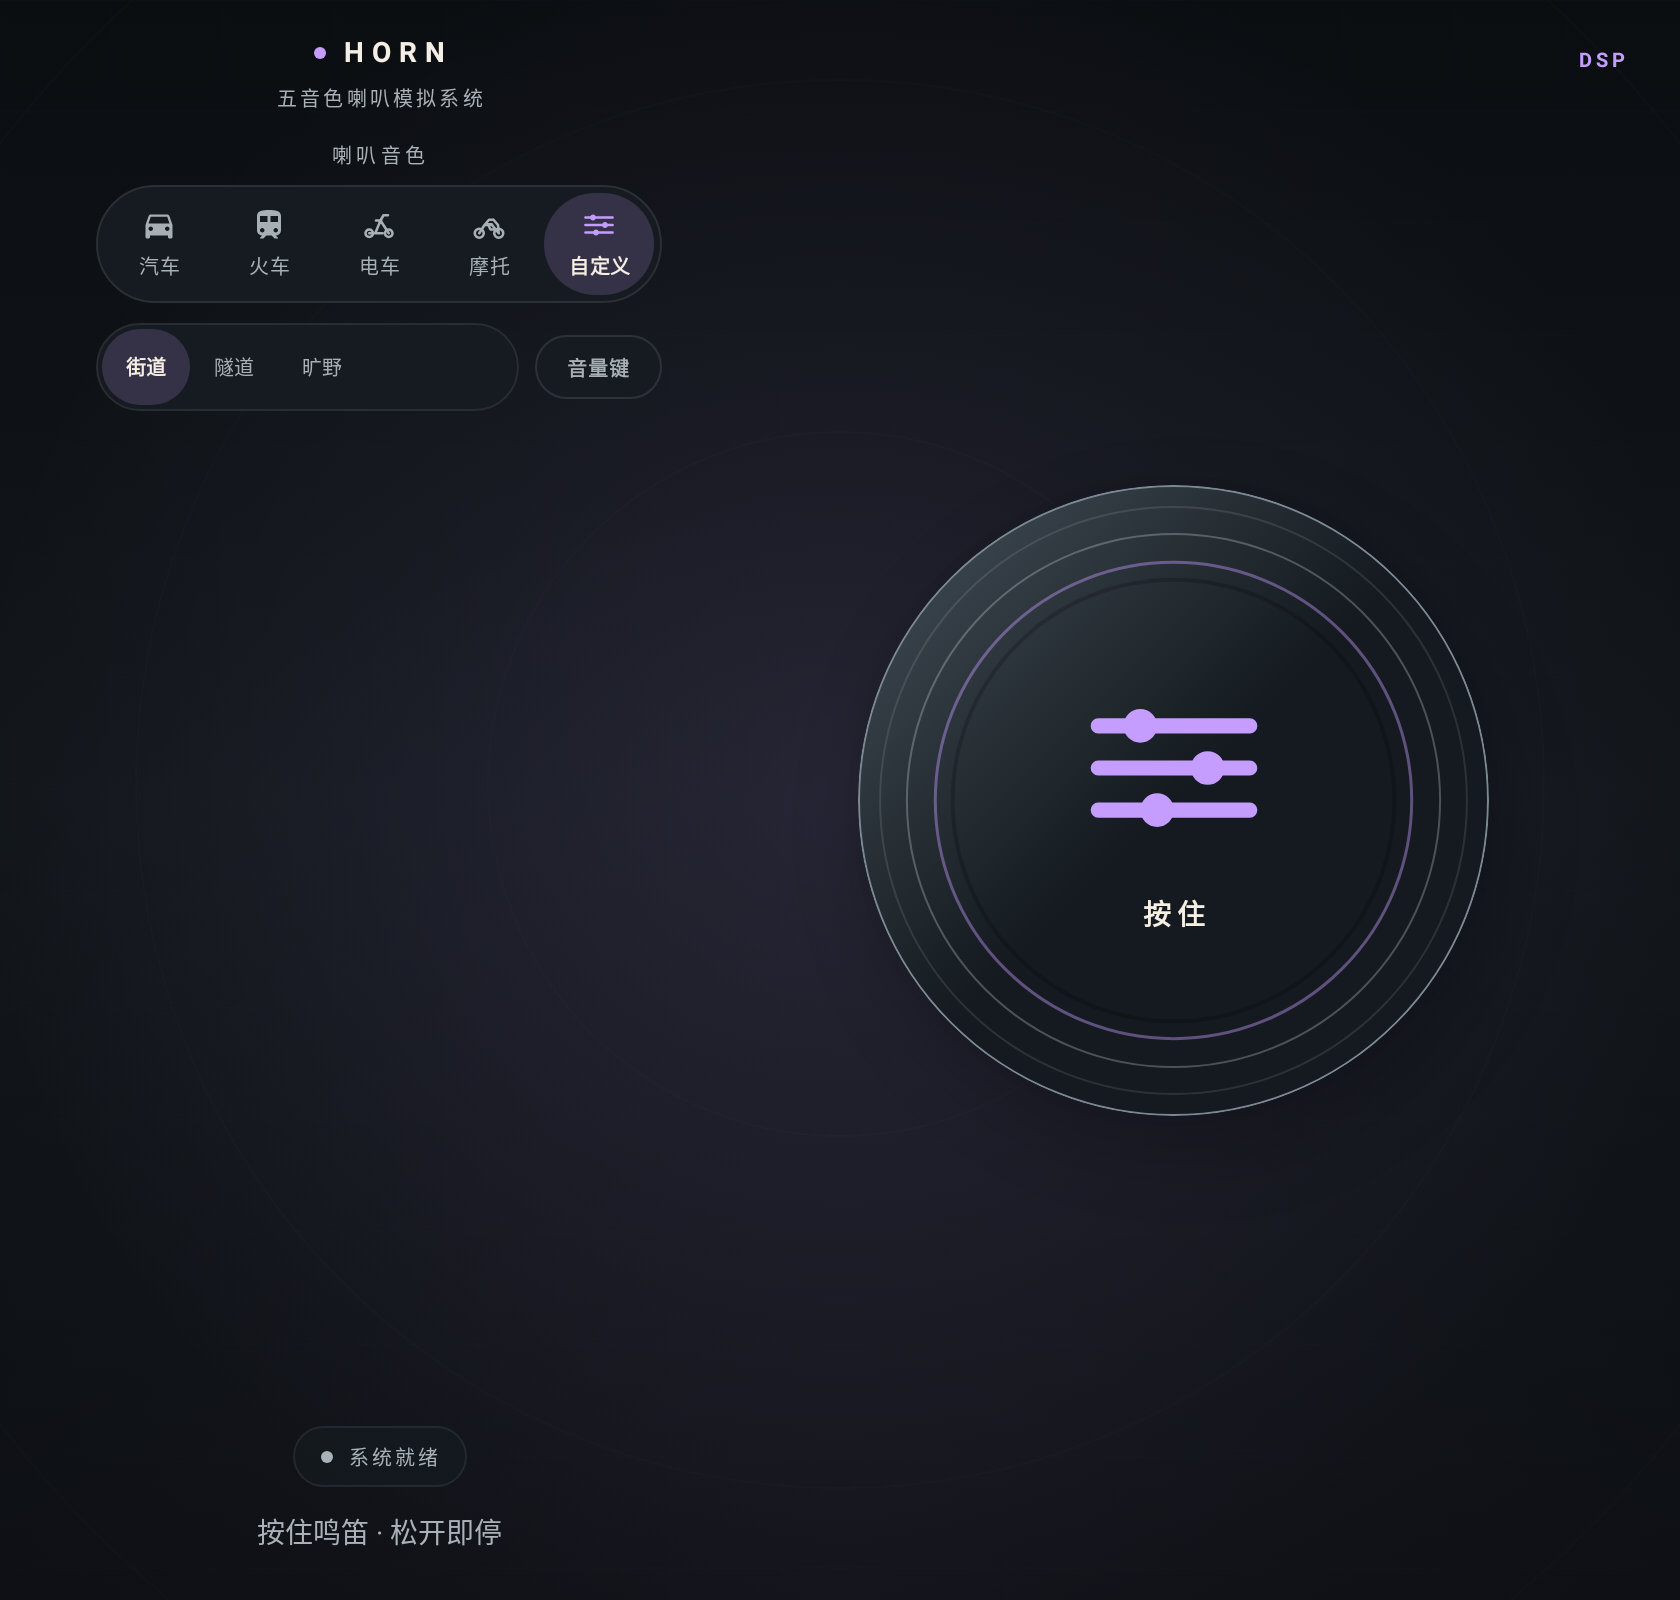 HORN
DSP
五音色喇叭模拟系统
喇叭音色
汽车 火车 电车 摩托 自定义
街道 隧道 旷野 音量键
按住
系统就绪
按住鸣笛 · 松开即停